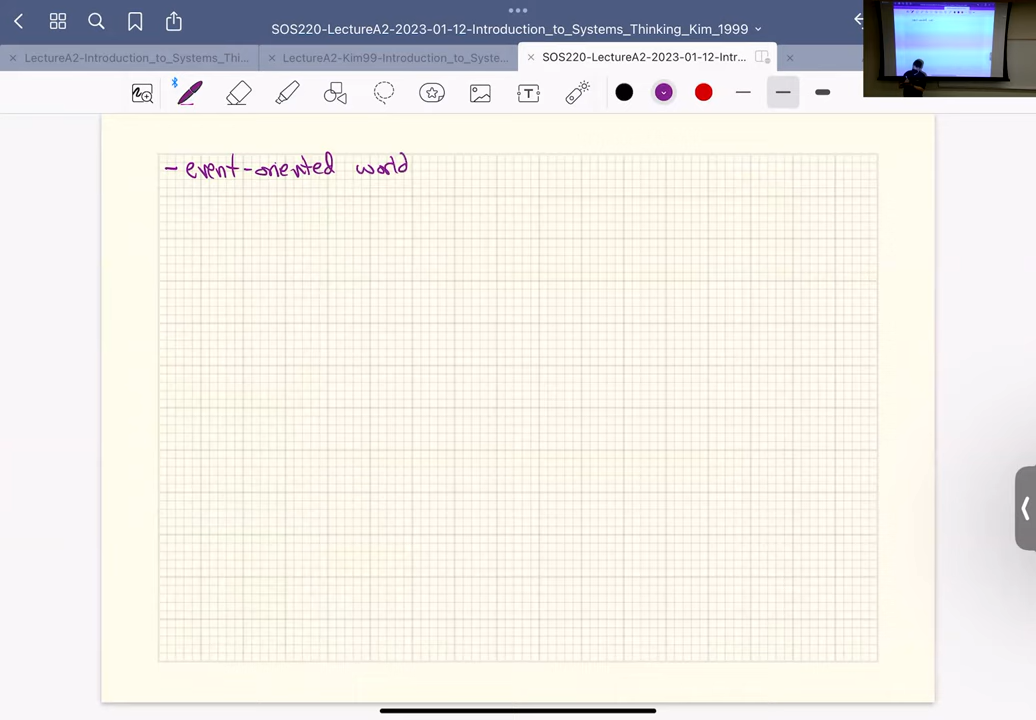 SOS220-LectureA2-2023-01-12-Introduction_to_Systems_Thinking_Kim_1999
LectureA2-Introduction_to_Systems_Thi...
LectureA2-Kim99-Introduction_to_Syste...
SOS220-LectureA2-2023-01-12-Intr...
T
- event-oriented world